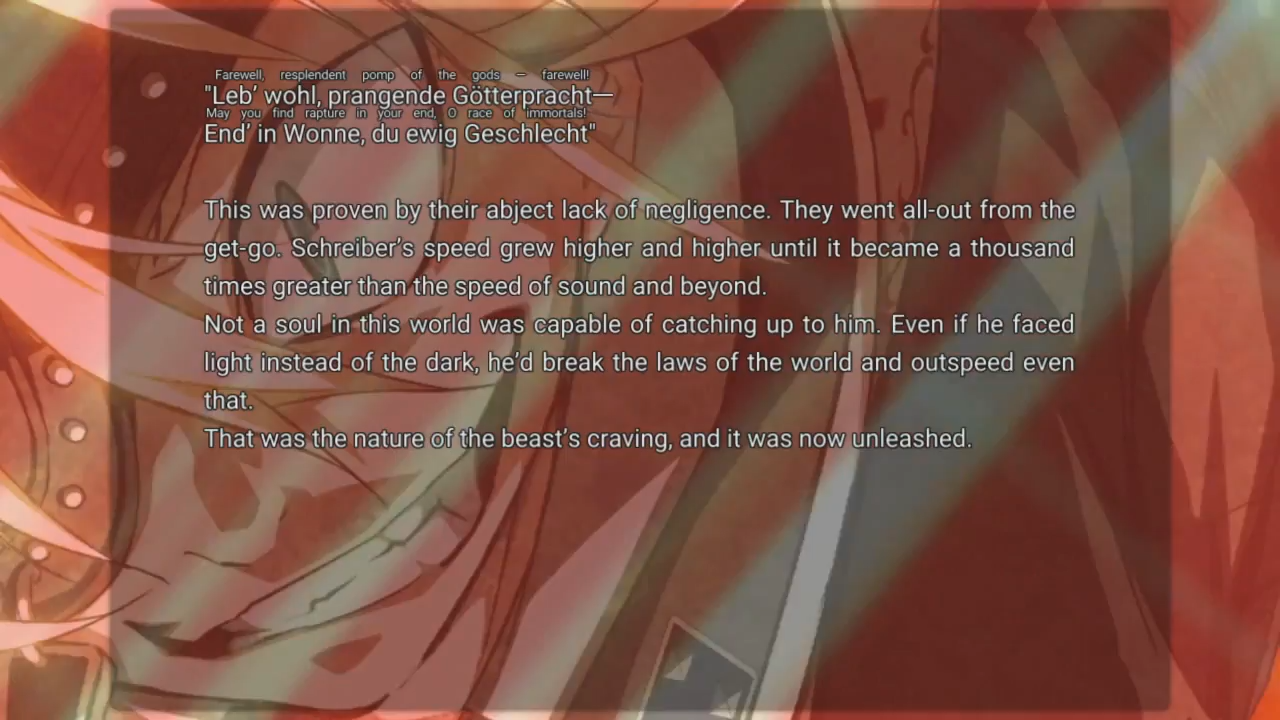 Farewell, resplendent pomp of the gods — farewell!
"Leb’ wohl, prangende Götterpracht—
May you find rapture in your end, O race of immortals!
End’ in Wonne, du ewig Geschlecht"
This was proven by their abject lack of negligence. They went all-out from the
get-go. Schreiber’s speed grew higher and higher until it became a thousand
times greater than the speed of sound and beyond.
Not a soul in this world was capable of catching up to him. Even if he faced
light instead of the dark, he’d break the laws of the world and outspeed even
that.
That was the nature of the beast’s craving, and it was now unleashed.